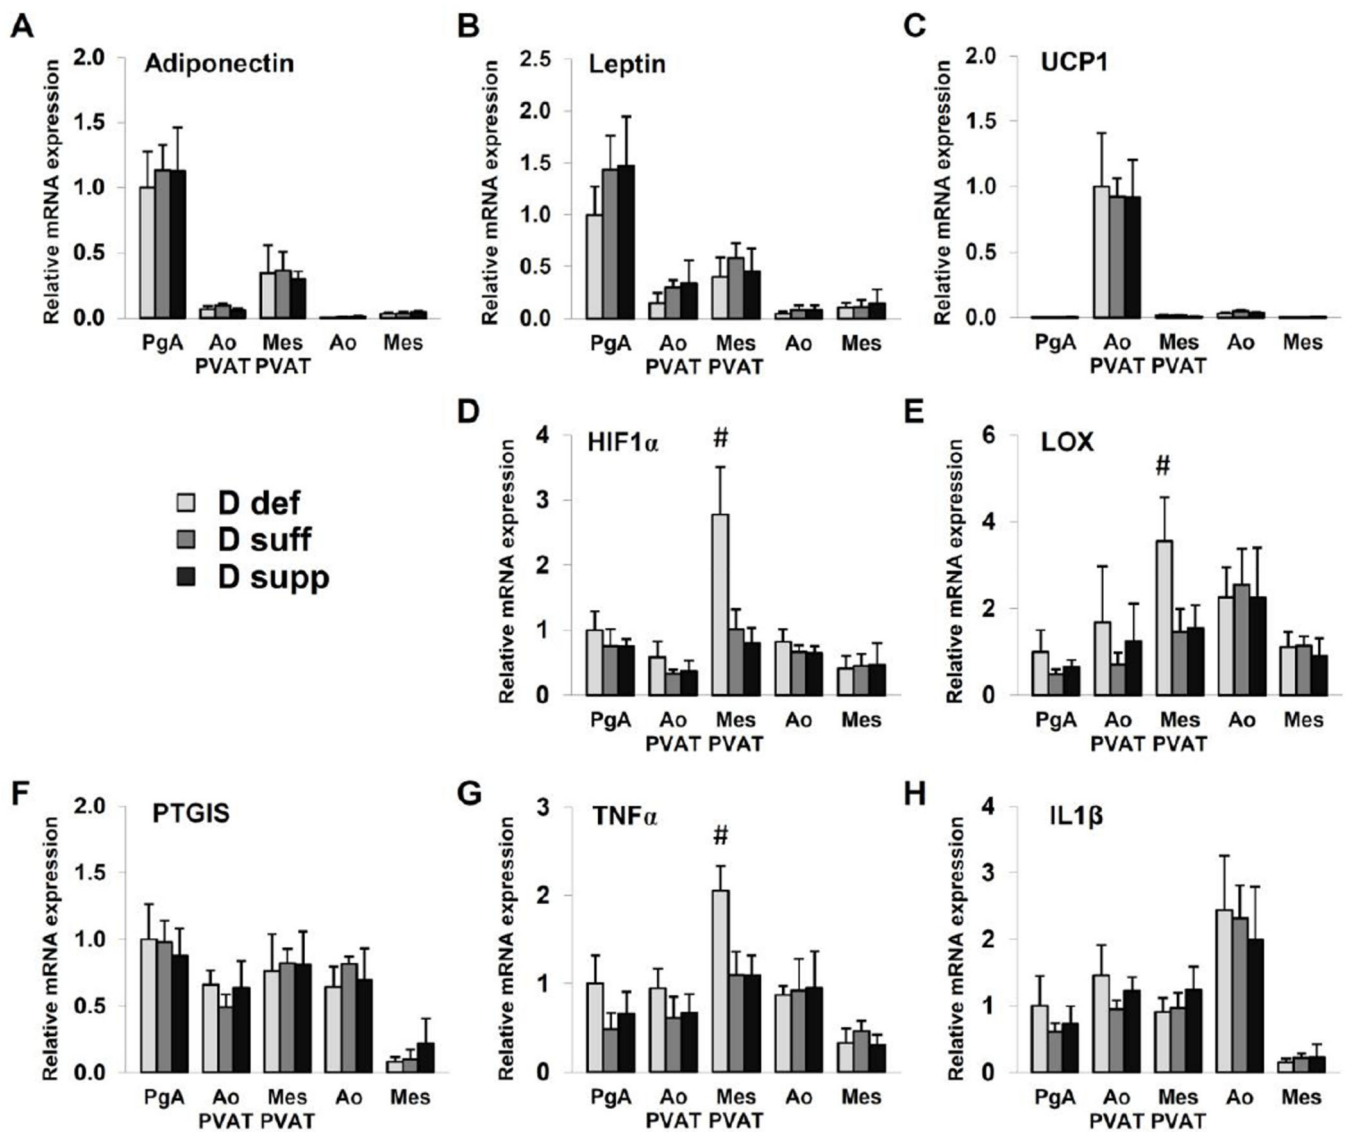 A
Adiponectin
Relative mRNA expression
2.0
1.5
1.0
0.5
0.0
PgA Ao Mes Ao Mes
PVAT PVAT
B
Leptin
Relative mRNA expression
2.5
2.0
1.5
1.0
0.5
0.0
PgA Ao Mes Ao Mes
PVAT PVAT
C
UCP1
Relative mRNA expression
2.0
1.5
1.0
0.5
0.0
PgA Ao Mes Ao Mes
PVAT PVAT
D def
D suff
D supp
D
HIF1α
#
Relative mRNA expression
4
3
2
1
0
PgA Ao Mes Ao Mes
PVAT PVAT
E
LOX
#
Relative mRNA expression
6
4
2
0
PgA Ao Mes Ao Mes
PVAT PVAT
F
PTGIS
Relative mRNA expression
2.0
1.5
1.0
0.5
0.0
PgA Ao Mes Ao Mes
PVAT PVAT
G
TNFα
#
Relative mRNA expression
3
2
1
0
PgA Ao Mes Ao Mes
PVAT PVAT
H
IL1β
Relative mRNA expression
4
3
2
1
0
PgA Ao Mes Ao Mes
PVAT PVAT